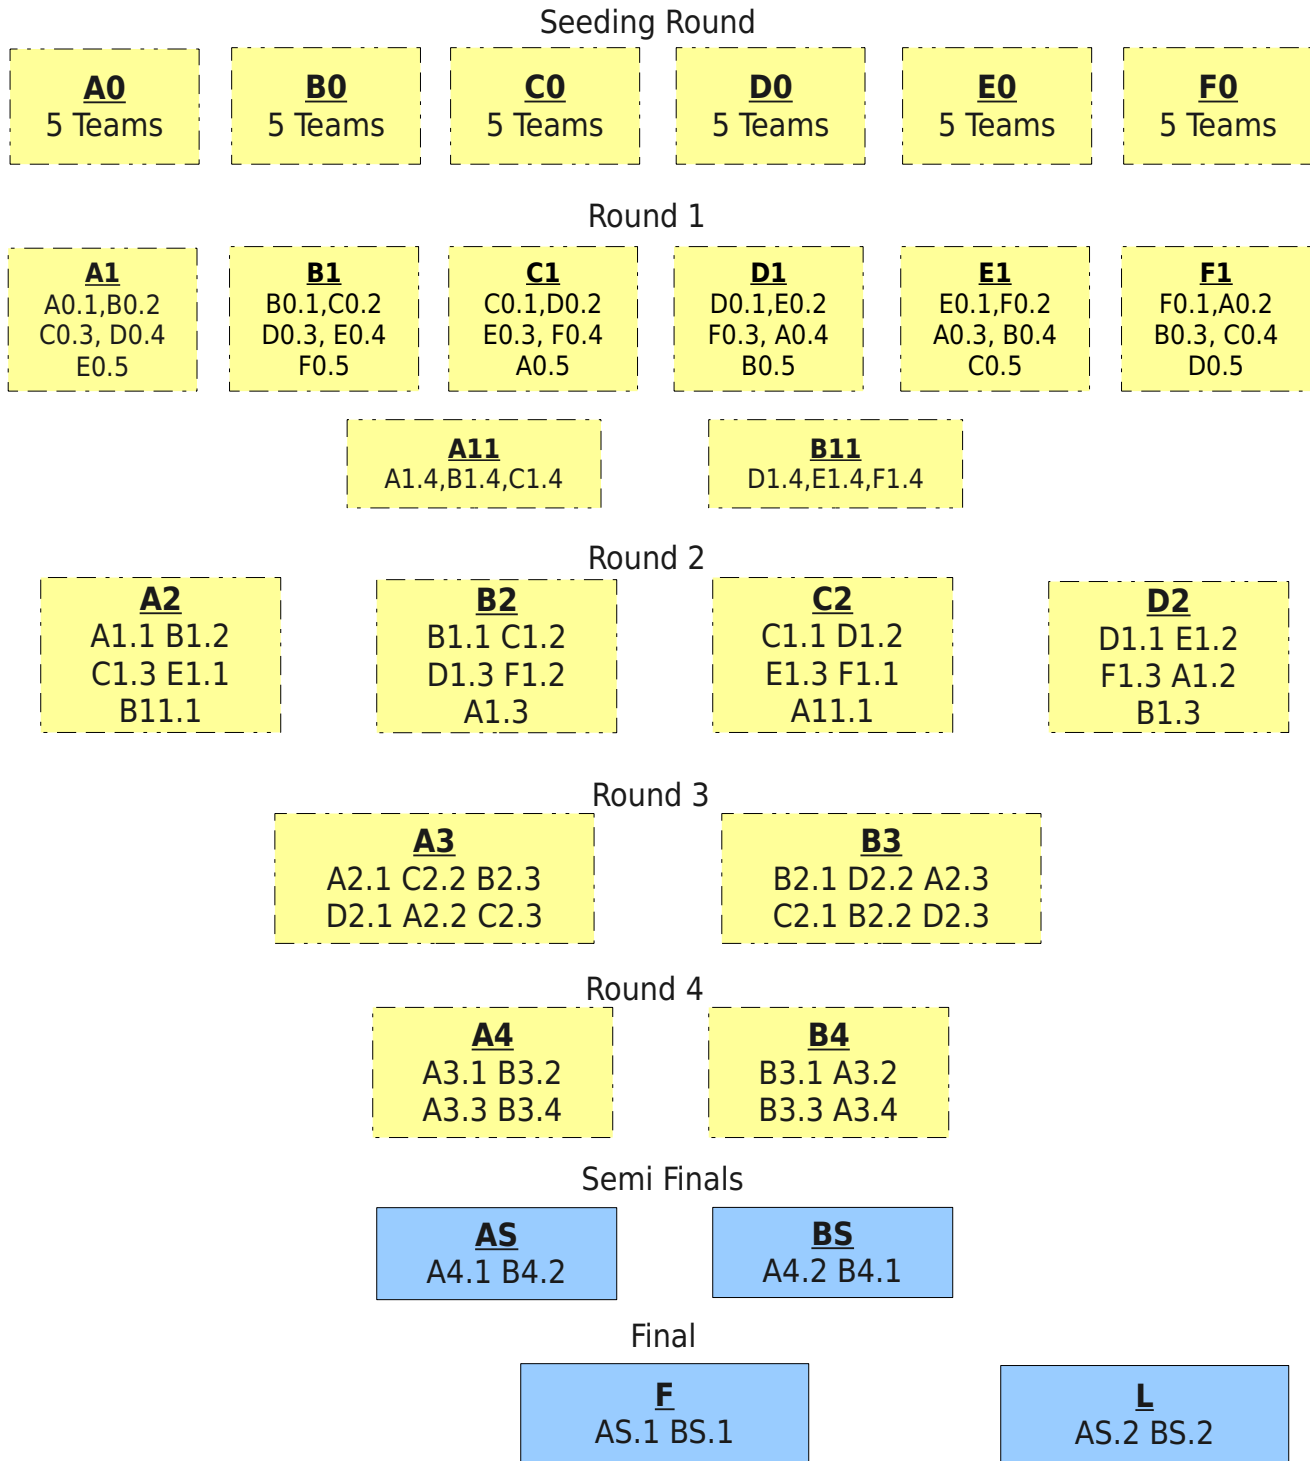 Seeding Round
A0
5 Teams
B0
5 Teams
C0
5 Teams
D0
5 Teams
E0
5 Teams
F0
5 Teams
Round 1
A1
A0.1,B0.2
C0.3, D0.4
E0.5
B1
B0.1,C0.2
D0.3, E0.4
F0.5
C1
C0.1,D0.2
E0.3, F0.4
A0.5
D1
D0.1,E0.2
F0.3, A0.4
B0.5
E1
E0.1,F0.2
A0.3, B0.4
C0.5
F1
F0.1,A0.2
B0.3, C0.4
D0.5
A11
A1.4,B1.4,C1.4
B11
D1.4,E1.4,F1.4
Round 2
A2
A1.1 B1.2
C1.3 E1.1
B11.1
B2
B1.1 C1.2
D1.3 F1.2
A1.3
C2
C1.1 D1.2
E1.3 F1.1
A11.1
D2
D1.1 E1.2
F1.3 A1.2
B1.3
Round 3
A3
A2.1 C2.2 B2.3
D2.1 A2.2 C2.3
B3
B2.1 D2.2 A2.3
C2.1 B2.2 D2.3
Round 4
A4
A3.1 B3.2
A3.3 B3.4
B4
B3.1 A3.2
B3.3 A3.4
Semi Finals
AS
A4.1 B4.2
BS
A4.2 B4.1
Final
F
AS.1 BS.1
L
AS.2 BS.2